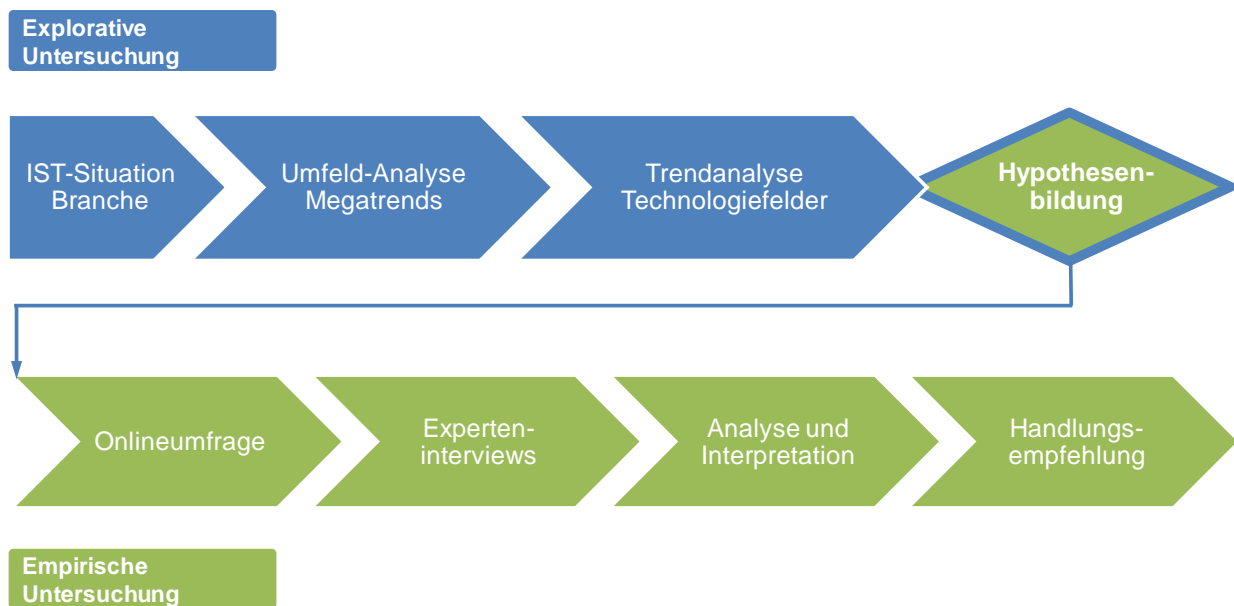 Explorative
Untersuchung
IST-Situation
Branche
Umfeld-Analyse
Megatrends
Trendanalyse
Technologiefelder
Hypothesen-
bildung
Onlineumfrage
Experten-
interviews
Analyse und
Interpretation
Handlungs-
empfehlung
Empirische
Untersuchung